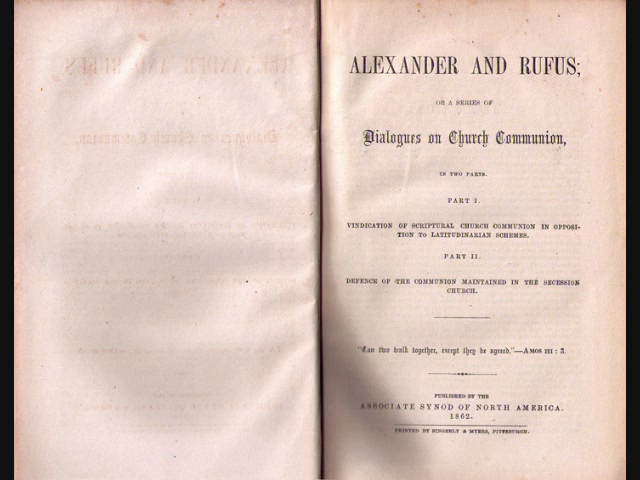 ALEXANDER AND RUFUS;
OR A SERIES OF
Dialogues on Church Communion,
IN TWO PARTS.
PART I.
VINDICATION OF SCRIPTURAL CHURCH COMMUNION IN OPPOSI-
TION TO LATITUDINARIAN SCHEMES.
PART II.
DEFENCE OF THE COMMUNION MAINTAINED IN THE SECESSION
CHURCH.
"Can two walk together, except they be agreed."—AMOS III: 3.
PUBLISHED BY THE
ASSOCIATE SYNOD OF NORTH AMERICA.
1862.
PRINTED BY SINGERLY & MYERS, PITTSBURGH.